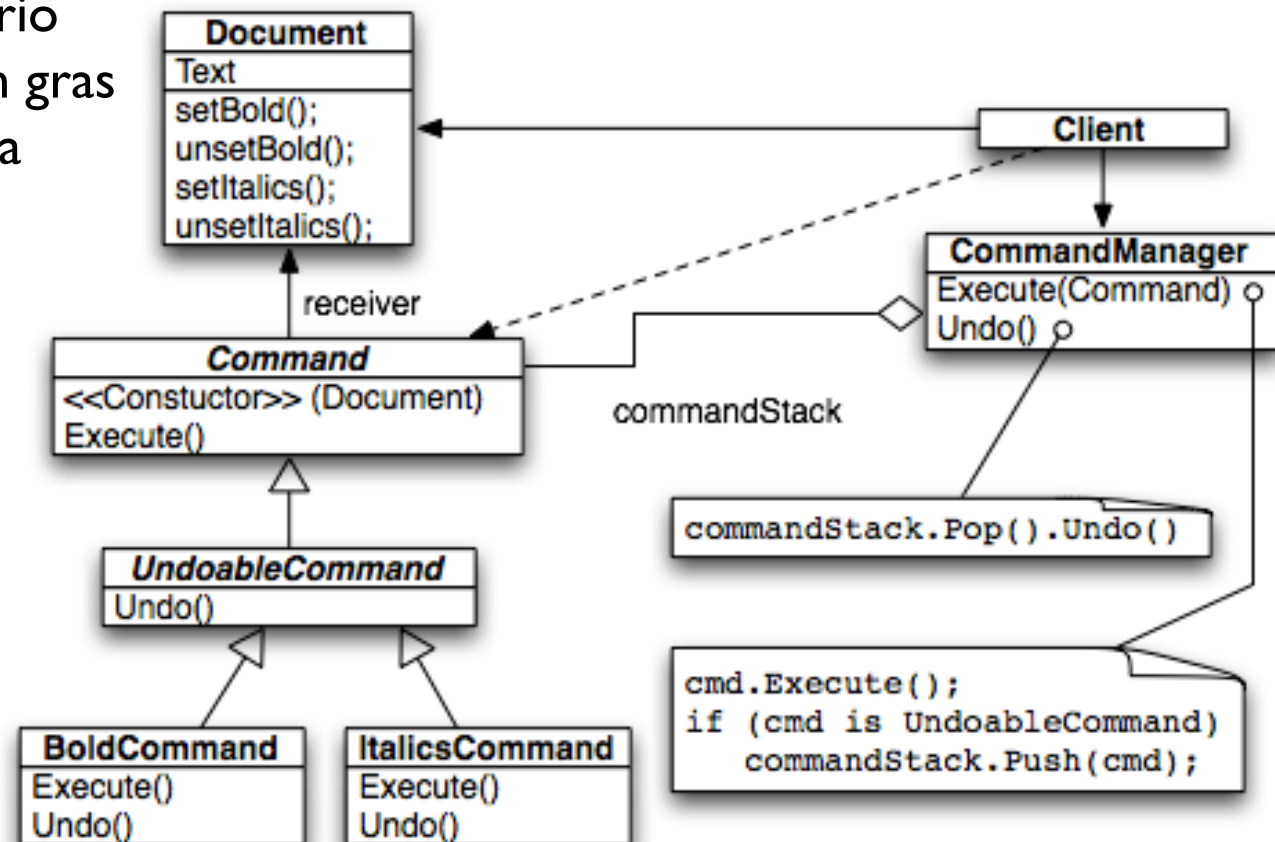 rio
n gras
a
Document
Text
setBold();
unsetBold();
setItalics();
unsetItalics();
Client
CommandManager
Execute(Command)
Undo()
receiver
Command
<<Constuctor>> (Document)
Execute()
commandStack
commandStack.Pop().Undo()
UndoableCommand
Undo()
cmd.Execute();
if (cmd is UndoableCommand)
commandStack.Push(cmd);
BoldCommand
Execute()
Undo()
ItalicsCommand
Execute()
Undo()